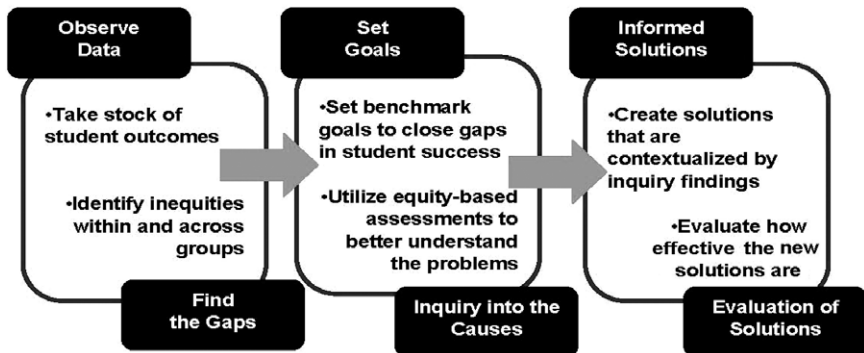 Observe
Data
•Take stock of
student outcomes
•Identify inequities
within and across
groups
Find
the Gaps
Set
Goals
•Set benchmark
goals to close gaps
in student success
•Utilize equity-based
assessments to
better understand
the problems
Inquiry into the
Causes
Informed
Solutions
•Create solutions
that are
contextualized by
inquiry findings
•Evaluate how
effective the new
solutions are
Evaluation of
Solutions